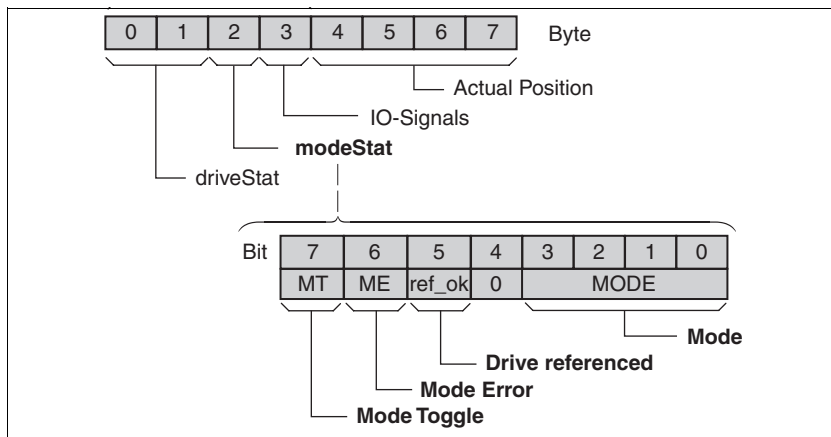 0 1 2 3 4 5 6 7 Byte
Actual Position
IO-Signals
modeStat
driveStat
Bit 7 6 5 4 3 2 1 0
MT ME ref_ok 0 MODE
Mode
Drive referenced
Mode Error
Mode Toggle